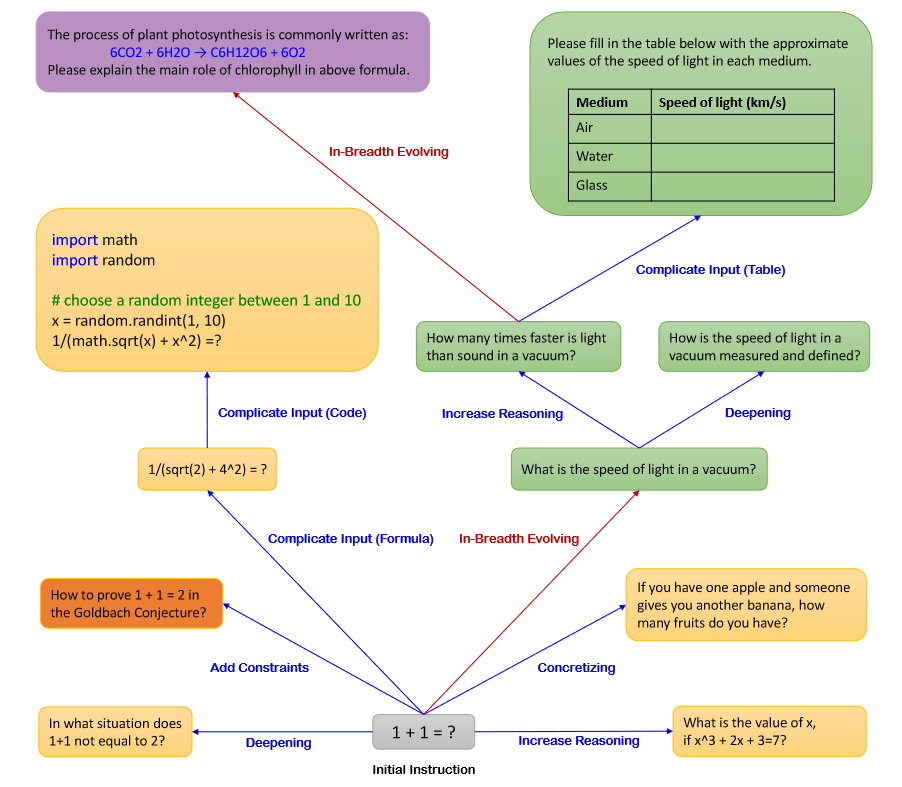 The process of plant photosynthesis is commonly written as:
6CO2 + 6H2O → C6H12O6 + 6O2
Please explain the main role of chlorophyll in above formula.
Please fill in the table below with the approximate
values of the speed of light in each medium.
Medium Speed of light (km/s)
Air
Water
Glass
In-Breadth Evolving
import math
import random
# choose a random integer between 1 and 10
x = random.randint(1, 10)
1/(math.sqrt(x) + x^2) =?
Complicate Input (Table)
How many times faster is light
than sound in a vacuum?
How is the speed of light in a
vacuum measured and defined?
Complicate Input (Code)
Increase Reasoning
Deepening
1/(sqrt(2) + 4^2) = ?
What is the speed of light in a vacuum?
Complicate Input (Formula)
In-Breadth Evolving
How to prove 1 + 1 = 2 in
the Goldbach Conjecture?
If you have one apple and someone
gives you another banana, how
many fruits do you have?
Add Constraints
Concretizing
In what situation does
1+1 not equal to 2?
Deepening
1 + 1 = ?
Increase Reasoning
What is the value of x,
if x^3 + 2x + 3=7?
Initial Instruction